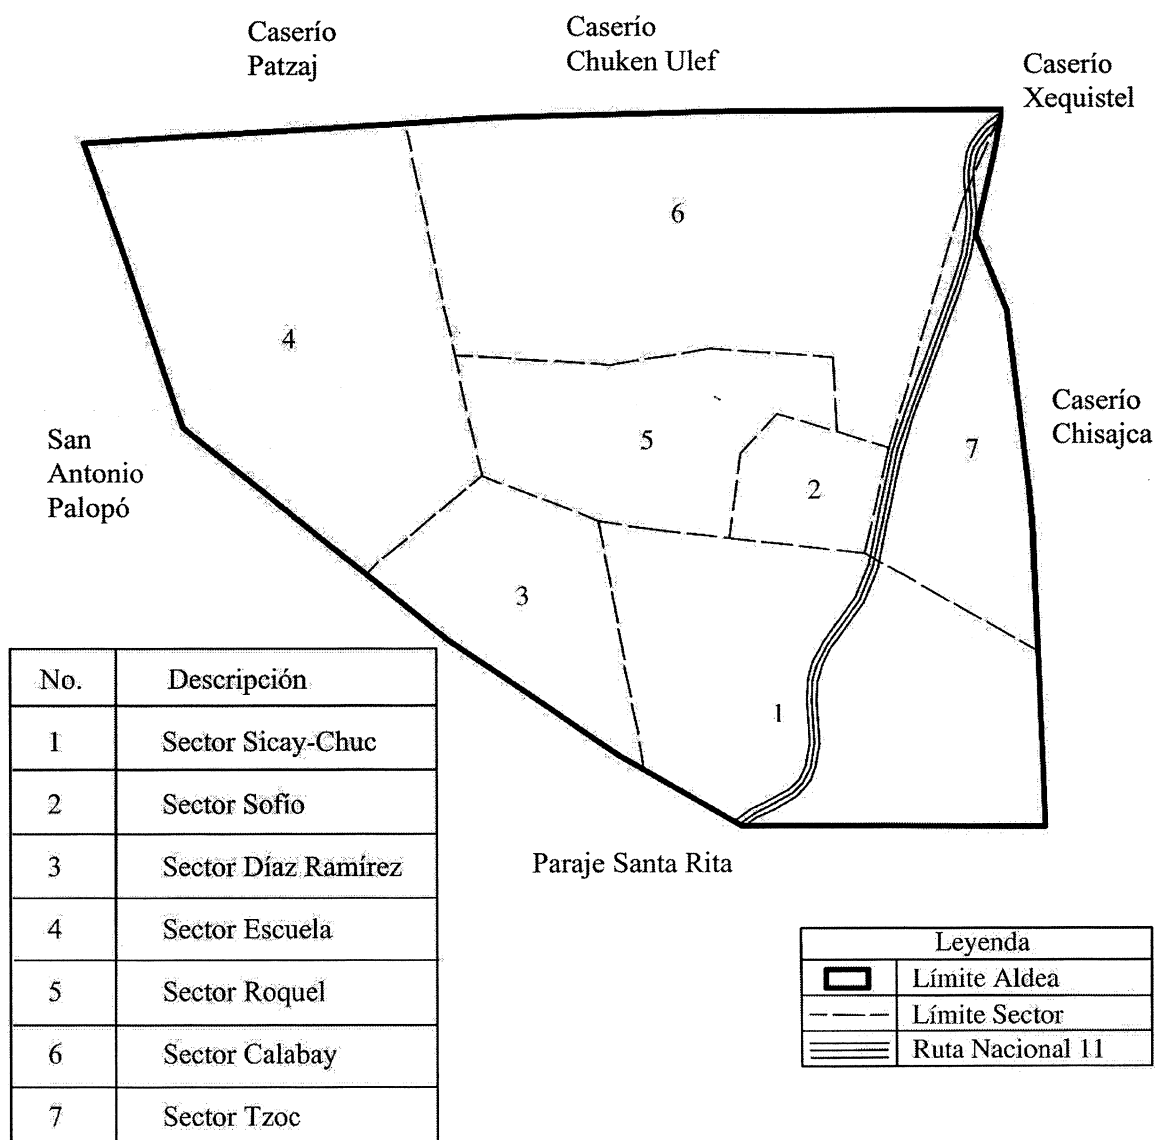 Caserío
Patzaj
Caserío
Chuken Ulef
Caserío
Xequistel
6
4
Caserío
Chisajca
San
Antonio
Palopó
5
7
2
3
1
No. Descripción
1 Sector Sicay-Chuc
2 Sector Sofío
3 Sector Díaz Ramírez
4 Sector Escuela
5 Sector Roquel
6 Sector Calabay
7 Sector Tzoc
Paraje Santa Rita
Leyenda
Límite Aldea
Límite Sector
Ruta Nacional 11